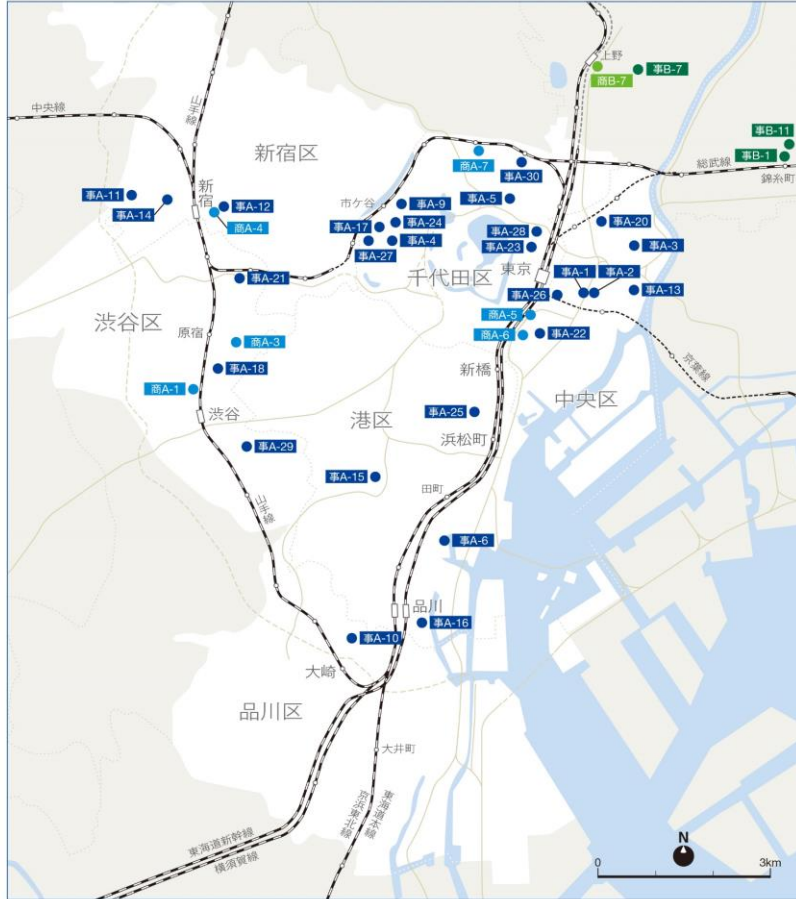 上野
商B-7
事B-7
中央線
山手線
新宿区
商A-7
事A-30
総武線
事B-11
事B-1
錦糸町
事A-11
事A-14
新宿
事A-12
商A-4
市ケ谷
事A-9
事A-5
事A-24
事A-17
事A-4
事A-27
事A-28
事A-23
事A-20
事A-3
千代田区
東京
事A-21
事A-1
事A-2
事A-13
事A-26
渋谷区
原宿
商A-3
商A-5
商A-6
事A-22
京葉線
事A-18
新橋
商A-1
渋谷
港区
事A-25
中央区
浜松町
事A-29
事A-15
田町
山手線
事A-6
品川
事A-16
事A-10
大崎
品川区
大井町
東海道本線
京浜東北線
東海道新幹線
横須賀線
N
0
3km